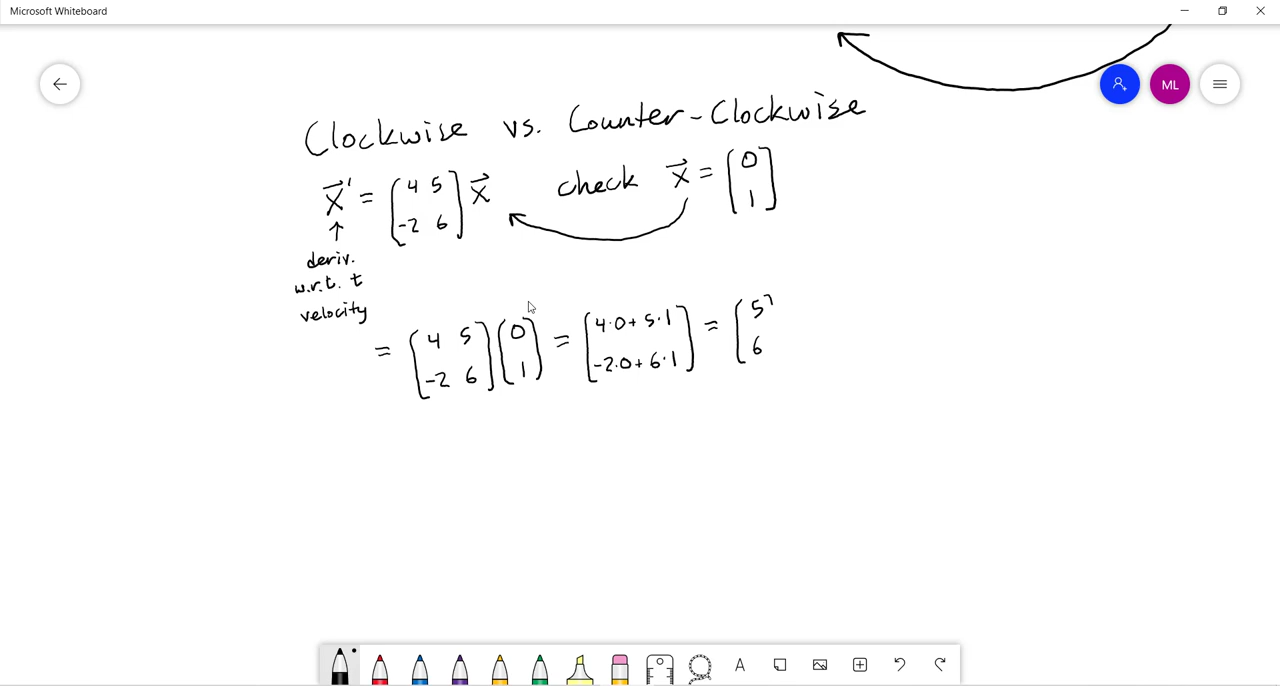 Microsoft Whiteboard
ML
Clockwise vs. Counter-Clockwise
x⃗' = [4 5; -2 6] x⃗ check x⃗ = [0; 1]
↑
deriv.
w.r.t. t
velocity
= [4 5; -2 6] [0; 1] = [4·0+5·1; -2·0+6·1] = [5; 6
A